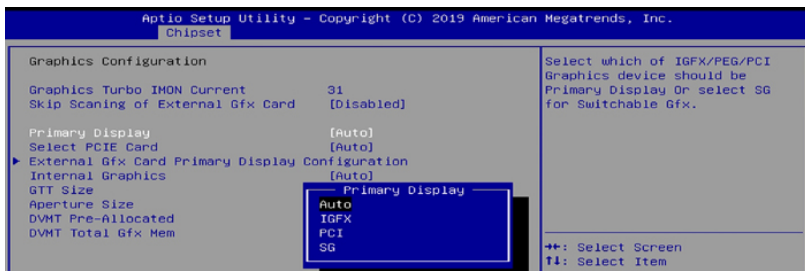 Aptio Setup Utility – Copyright (C) 2019 American Megatrends, Inc.
Chipset
Graphics Configuration
Graphics Turbo IMON Current 31
Skip Scaning of External Gfx Card [Disabled]
Primary Display [Auto]
Select PCIE Card [Auto]
External Gfx Card Primary Display Configuration
Internal Graphics [Auto]
GTT Size
Aperture Size
DVMT Pre-Allocated
DVMT Total Gfx Mem
Primary Display
Auto
IGFX
PCI
SG
Select which of IGFX/PEG/PCI
Graphics device should be
Primary Display Or select SG
for Switchable Gfx.
→←: Select Screen
↑↓: Select Item